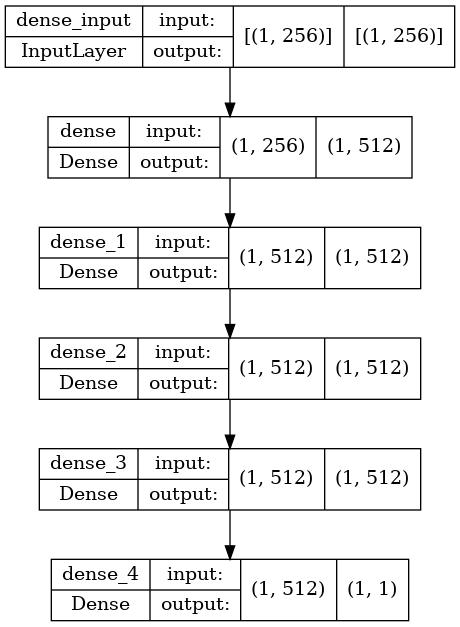 dense_input input: [(1, 256)] [(1, 256)]
InputLayer output:
dense input: (1, 256) (1, 512)
Dense output:
dense_1 input: (1, 512) (1, 512)
Dense output:
dense_2 input: (1, 512) (1, 512)
Dense output:
dense_3 input: (1, 512) (1, 512)
Dense output:
dense_4 input: (1, 512) (1, 1)
Dense output: